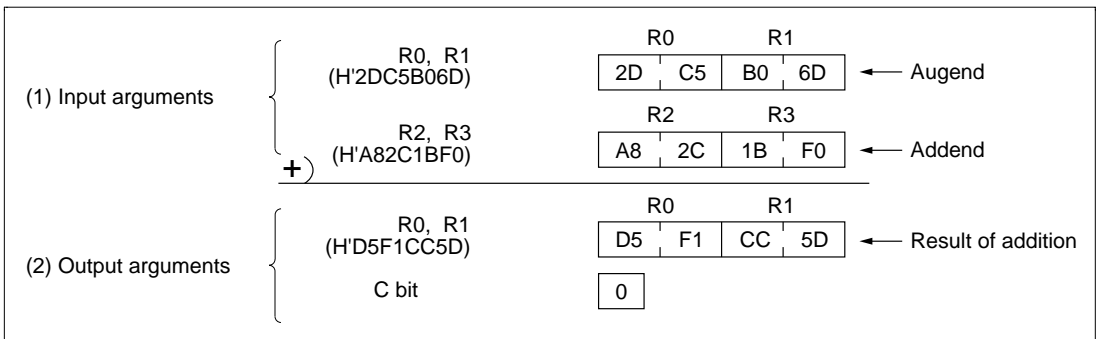 R0 R1
R0, R1
(H'2DC5B06D)
2D C5 B0 6D Augend
(1) Input arguments
R2 R3
R2, R3
(H'A82C1BF0)
A8 2C 1B F0 Addend
+
R0 R1
R0, R1
(H'D5F1CC5D)
D5 F1 CC 5D Result of addition
(2) Output arguments
C bit 0